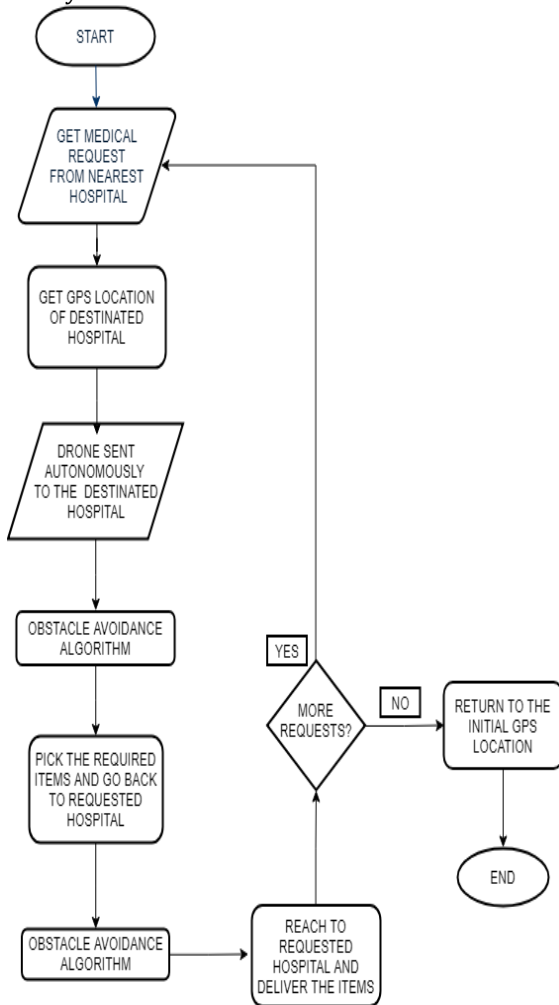 START
GET MEDICAL
REQUEST
FROM NEAREST
HOSPITAL
GET GPS LOCATION
OF DESTINATED
HOSPITAL
DRONE SENT
AUTONOMOUSLY
TO THE DESTINATED
HOSPITAL
OBSTACLE AVOIDANCE
ALGORITHM
PICK THE REQUIRED
ITEMS AND GO BACK
TO REQUESTED
HOSPITAL
OBSTACLE AVOIDANCE
ALGORITHM
REACH TO
REQUESTED
HOSPITAL AND
DELIVER THE ITEMS
MORE
REQUESTS?
YES
NO
RETURN TO THE
INITIAL GPS
LOCATION
END